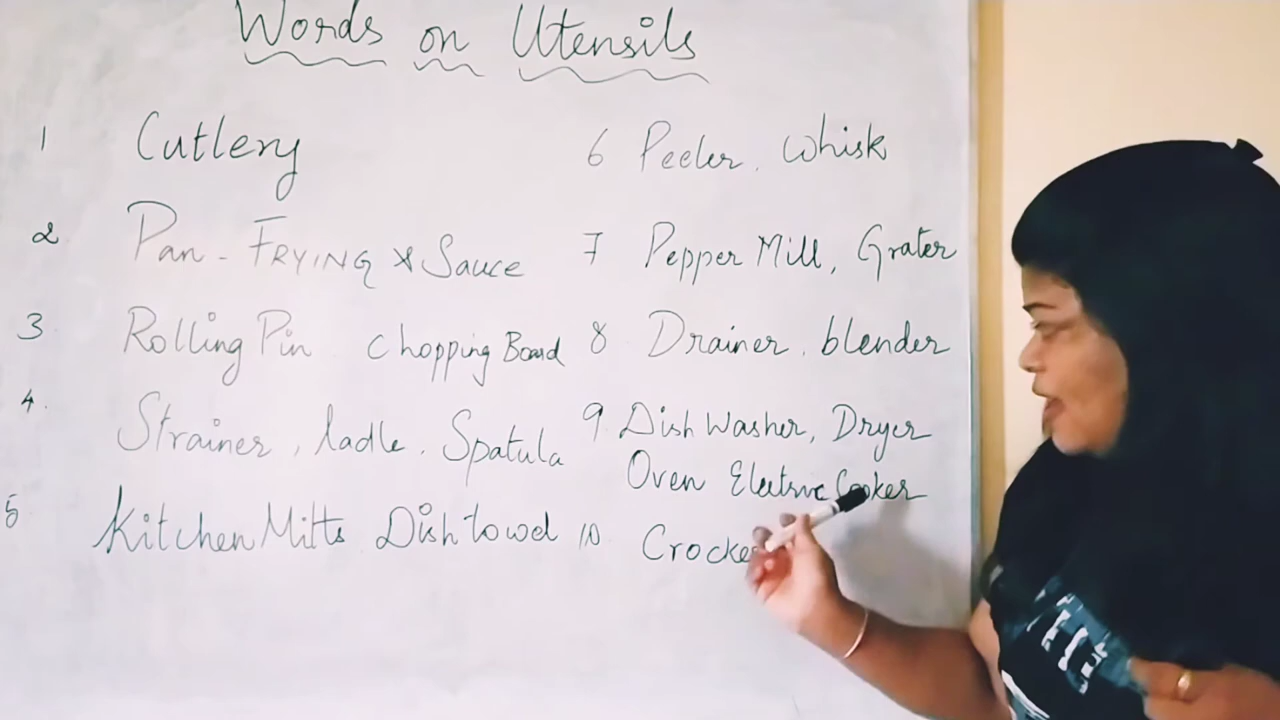 Words on Utensils
1 Cutlery
2 Pan - FRYING & Sauce
3 Rolling Pin Chopping Board
4. Strainer, ladle, Spatula
5 Kitchen Mitts Dish Towel
6 Peeler, Whisk
7 Pepper Mill, Grater
8 Drainer, blender
9 Dish Washer, Dryer
Oven Electric Cooker
10